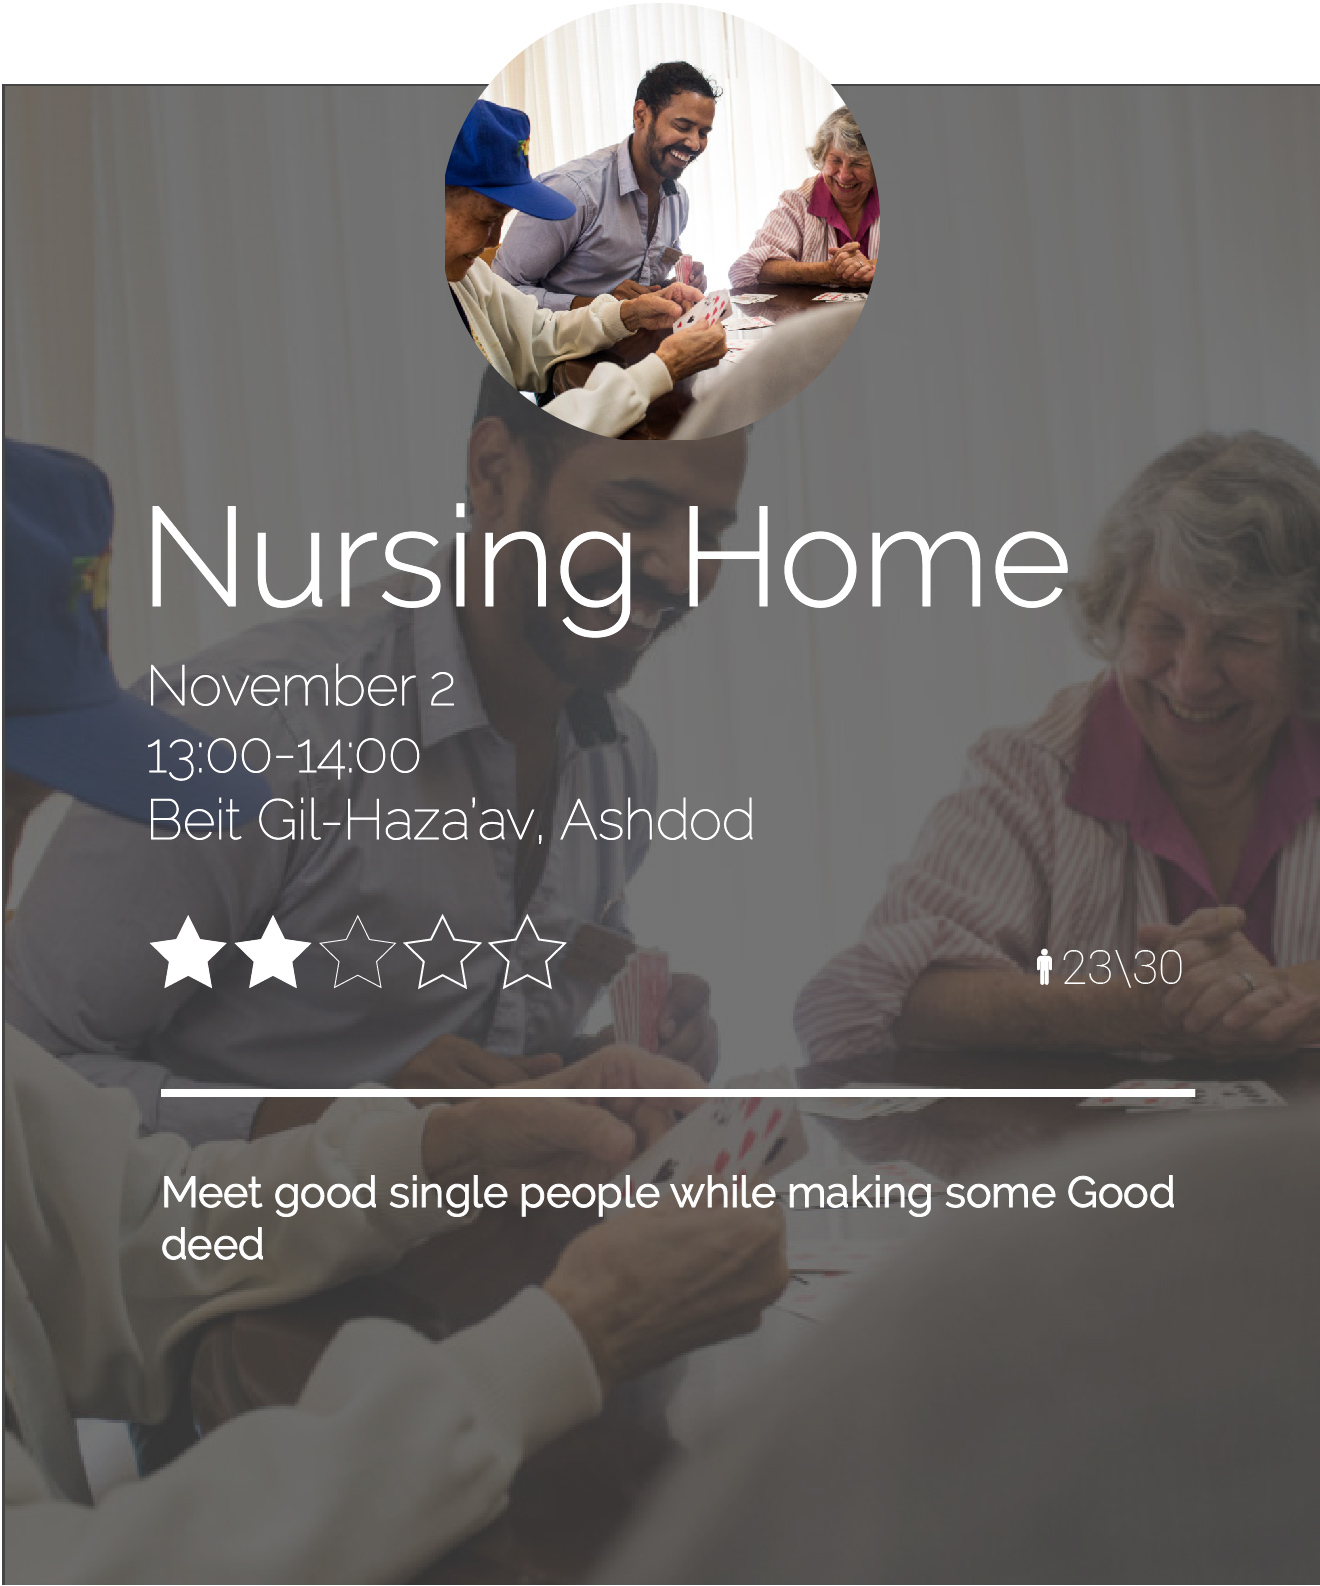 Nursing Home
November 2
13:00-14:00
Beit Gil-Haza'av, Ashdod
23\30
Meet good single people while making some Good
deed